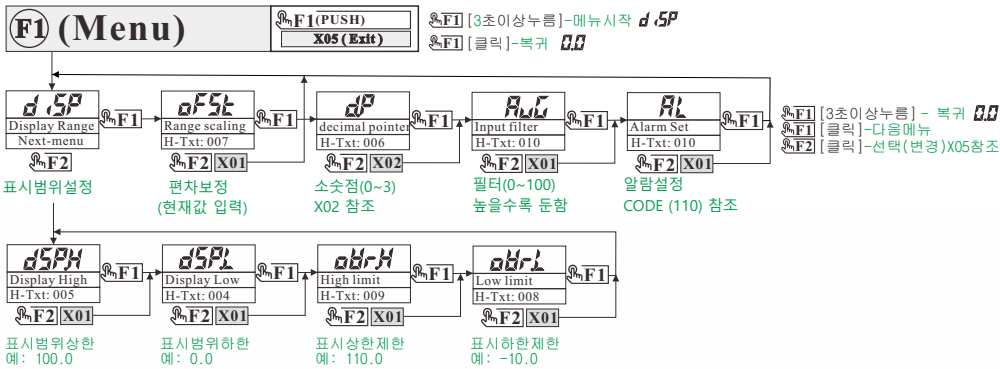 F1 (Menu)
F1(PUSH)
X05 (Exit)
F1 [3초이상누름]-메뉴시작 diSP
F1 [클릭]-복귀 0.0
diSP
Display Range
Next-menu
F2
표시범위설정
F1
oFSt
Range scaling
H-Txt: 007
F2 X01
편차보정
(현재값 입력)
F1
dP
decimal pointer
H-Txt: 006
F2 X02
소숫점(0~3)
X02 참조
F1
AuG
Input filter
H-Txt: 010
F2 X01
필터(0~100)
높을수록 둔함
F1
AL
Alarm Set
H-Txt: 010
F2 X01
알람설정
CODE (110) 참조
F1
F1 [3초이상누름] - 복귀 0.0
F1 [클릭]-다음메뉴
F2 [클릭]-선택(변경)X05참조
dSP.H
Display High
H-Txt: 005
F2 X01
표시범위상한
예: 100.0
F1
dSP.L
Display Low
H-Txt: 004
F2 X01
표시범위하한
예: 0.0
F1
High limit
H-Txt: 009
F2 X01
표시상한제한
예: 110.0
F1
Low limit
H-Txt: 008
F2 X01
표시하한제한
예: -10.0
F1